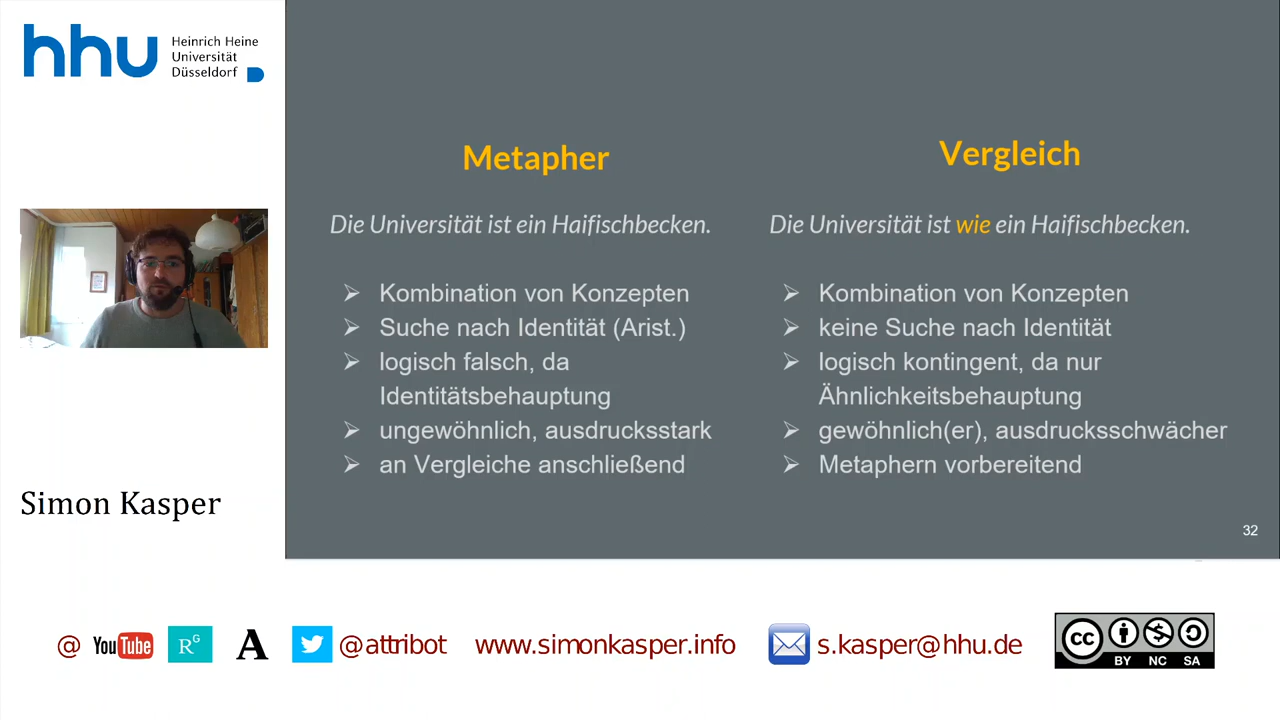 hhu
Heinrich Heine
Universität
Düsseldorf
Simon Kasper
Metapher
Die Universität ist ein Haifischbecken.
Kombination von Konzepten
Suche nach Identität (Arist.)
logisch falsch, da
Identitätsbehauptung
ungewöhnlich, ausdrucksstark
an Vergleiche anschließend
Vergleich
Die Universität ist wie ein Haifischbecken.
Kombination von Konzepten
keine Suche nach Identität
logisch kontingent, da nur
Ähnlichkeitsbehauptung
gewöhnlich(er), ausdrucksschwächer
Metaphern vorbereitend
32
@ YouTube RG A @attribot www.simonkasper.info s.kasper@hhu.de
cc BY NC SA